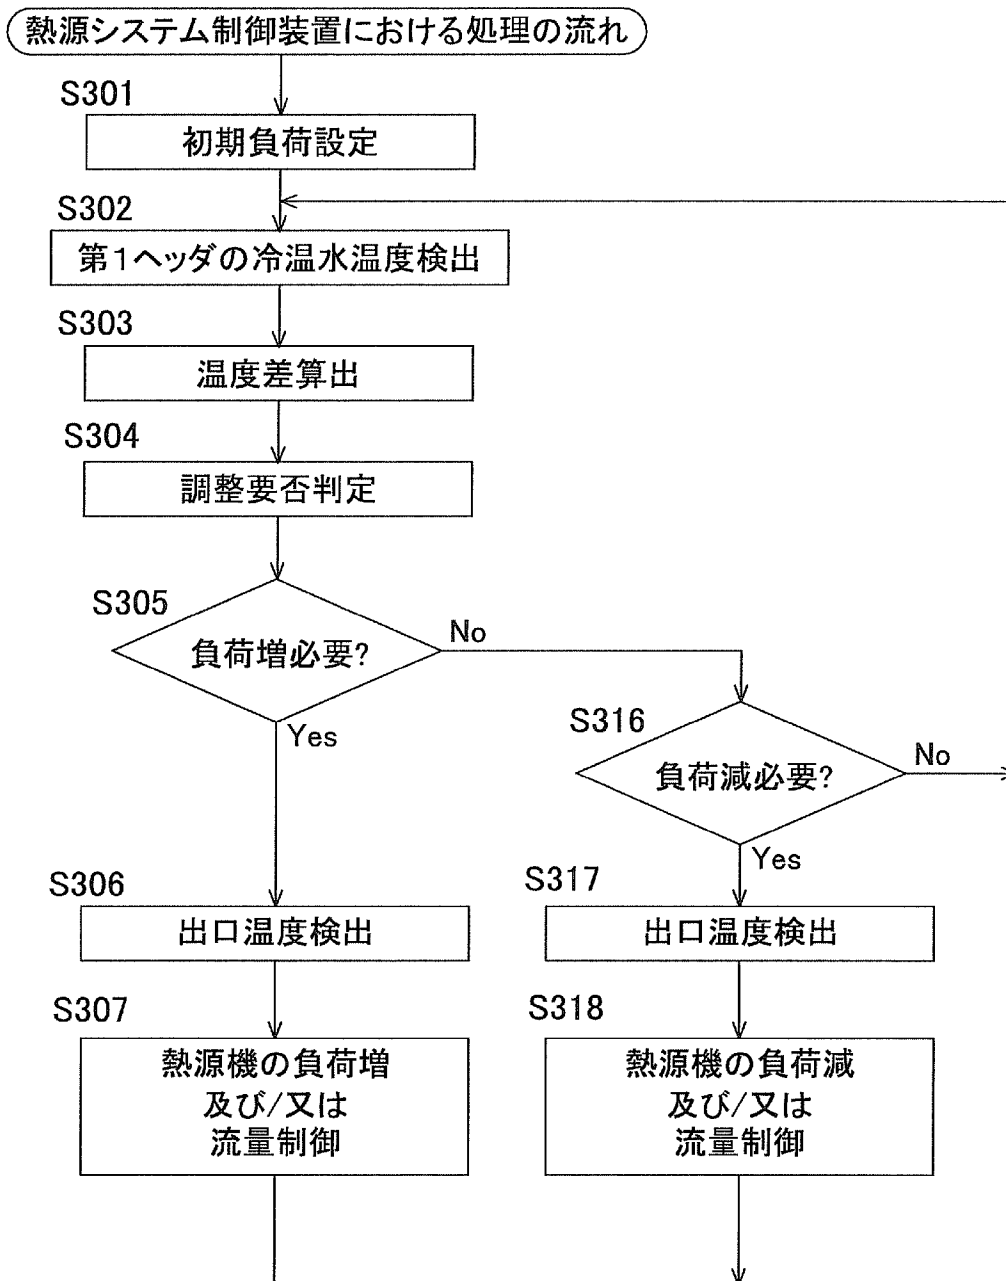 熱源システム制御装置における処理の流れ
S301
初期負荷設定
S302
第1ヘッダの冷温水温度検出
S303
温度差算出
S304
調整要否判定
S305
負荷増必要?
No
Yes
S316
負荷減必要?
No
Yes
S306
出口温度検出
S307
熱源機の負荷増
及び/又は
流量制御
S317
出口温度検出
S318
熱源機の負荷減
及び/又は
流量制御